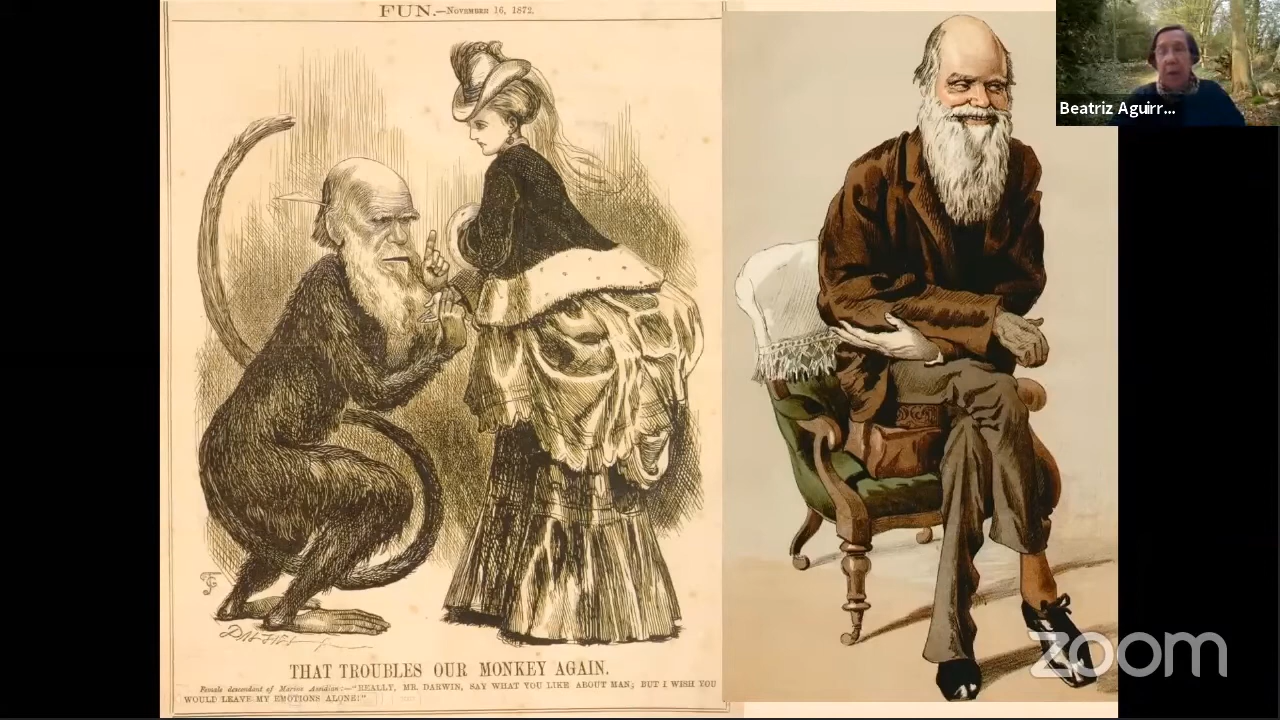 FUN.—November 16, 1872.
Beatriz Aguirr...
THAT TROUBLES OUR MONKEY AGAIN.
Female descendant of Marine Ascidian:—"REALLY, MR. DARWIN, SAY WHAT YOU LIKE ABOUT MAN; BUT I WISH YOU
WOULD LEAVE MY EMOTIONS ALONE!"
zoom